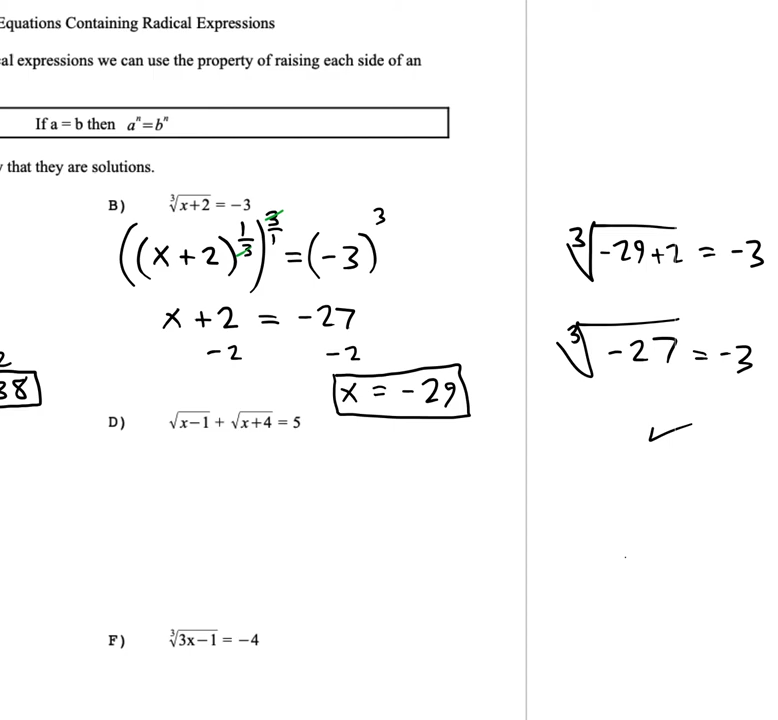 Equations Containing Radical Expressions
al expressions we can use the property of raising each side of an
If a = b then aⁿ=bⁿ
that they are solutions.
B) ∛(x+2) = −3
((x+2)^(1/3))^(3/1) = (-3)^3
x + 2 = -27
-2 -2
38
x = -29
D) √(x−1) + √(x+4) = 5
F) ∛(3x−1) = −4
∛(-29+2) = -3
∛(-27) = -3
✓